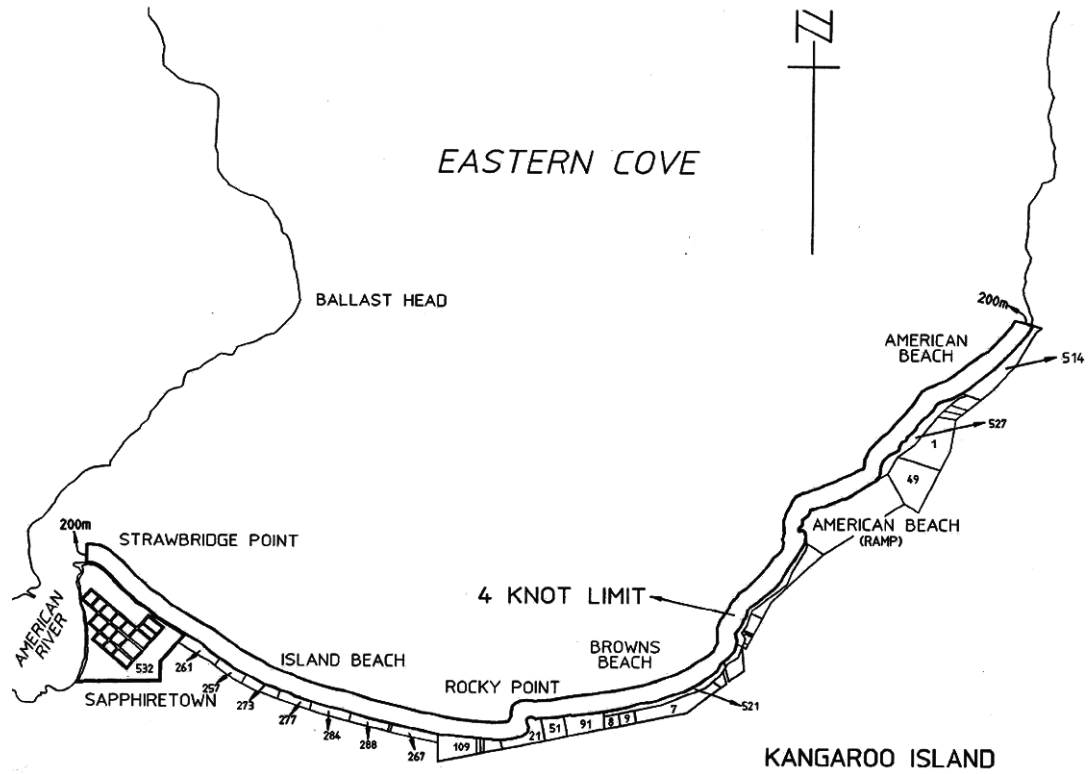 N
EASTERN COVE
BALLAST HEAD
200m
AMERICAN
BEACH
514
527
1
49
AMERICAN BEACH
(RAMP)
200m
STRAWBRIDGE POINT
4 KNOT LIMIT
AMERICAN
RIVER
BROWNS
BEACH
ISLAND BEACH
532
261
ROCKY POINT
SAPPHIRETOWN
257
273
277
284
288
267
109
21
51
91
8
9
7
521
KANGAROO ISLAND